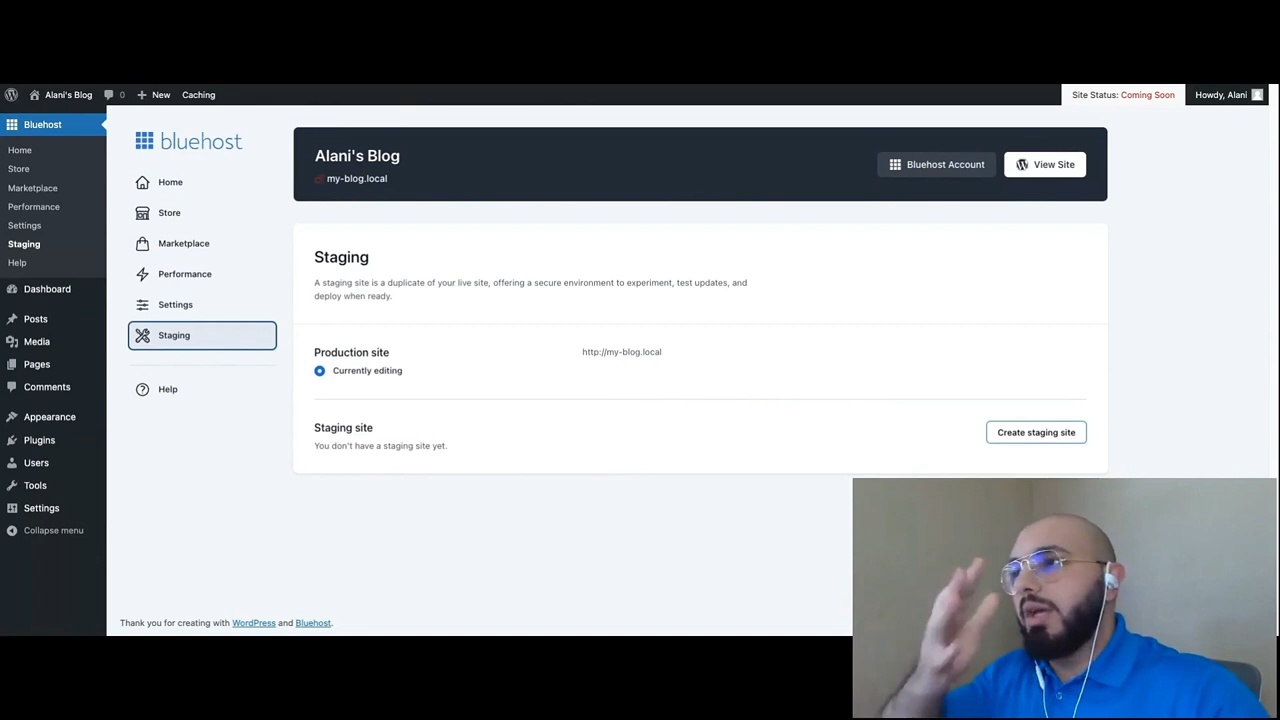 Alani's Blog
0
New
Caching
Site Status: Coming Soon
Howdy, Alani
Bluehost
Home
Store
Marketplace
Performance
Settings
Staging
Help
Dashboard
Posts
Media
Pages
Comments
Appearance
Plugins
Users
Tools
Settings
Collapse menu
bluehost
Home
Store
Marketplace
Performance
Settings
Staging
Help
Alani's Blog
my-blog.local
Bluehost Account
View Site
Staging
A staging site is a duplicate of your live site, offering a secure environment to experiment, test updates, and
deploy when ready.
Production site
http://my-blog.local
Currently editing
Staging site
You don't have a staging site yet.
Create staging site
Thank you for creating with WordPress and Bluehost.